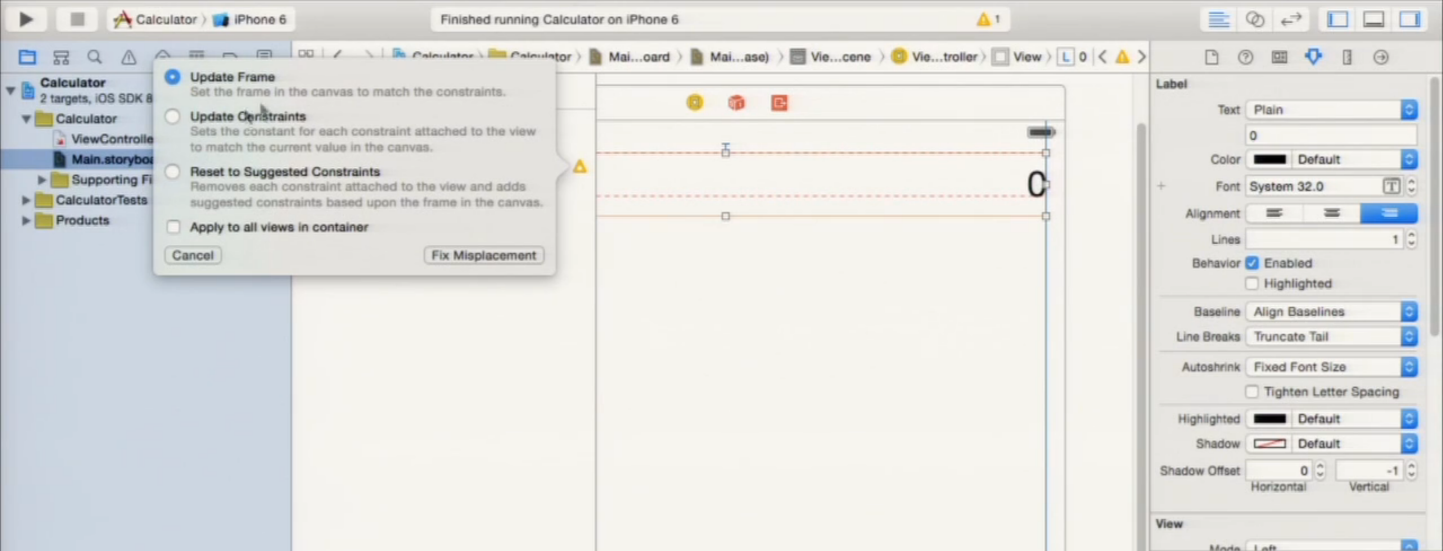 Calculator
iPhone 6
Finished running Calculator on iPhone 6
1
Calculator
Calculator
Mai...oard
Mai...ase)
Vie...cene
Vie...troller
View
L 0
Calculator
2 targets, iOS SDK 8
Calculator
ViewControlle
Main.storyboa
Supporting Fi
CalculatorTests
Products
Update Frame
Set the frame in the canvas to match the constraints.
Update Constraints
Sets the constant for each constraint attached to the view
to match the current value in the canvas.
Reset to Suggested Constraints
Removes each constraint attached to the view and adds
suggested constraints based upon the frame in the canvas.
Apply to all views in container
Cancel
Fix Misplacement
0
Label
Text Plain
0
Color Default
Font System 32.0
Alignment
Lines 1
Behavior Enabled
Highlighted
Baseline Align Baselines
Line Breaks Truncate Tail
Autoshrink Fixed Font Size
Tighten Letter Spacing
Highlighted Default
Shadow Default
Shadow Offset 0 -1
Horizontal Vertical
View
Mode Left